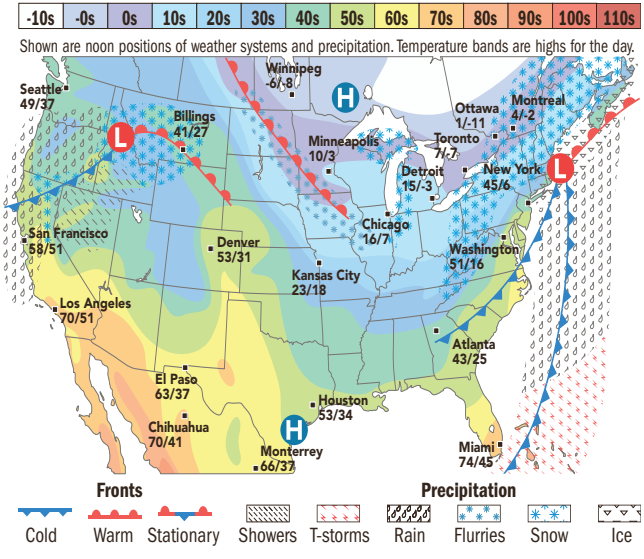 -10s -0s 0s 10s 20s 30s 40s 50s 60s 70s 80s 90s 100s 110s
Shown are noon positions of weather systems and precipitation. Temperature bands are highs for the day.
Seattle
49/37
Winnipeg
-6/-8
H
Billings
41/27
L
Minneapolis
10/3
Ottawa
1/-11
Montreal
4/-2
Toronto
7/-7
Detroit
15/-3
New York
45/6
L
San Francisco
58/51
Denver
53/31
Chicago
16/7
Kansas City
23/18
Washington
51/16
Los Angeles
70/51
Atlanta
43/25
El Paso
63/37
Chihuahua
70/41
Houston
53/34
H
Monterrey
66/37
Miami
74/45
Fronts
Precipitation
Cold Warm Stationary Showers T-storms Rain Flurries Snow Ice